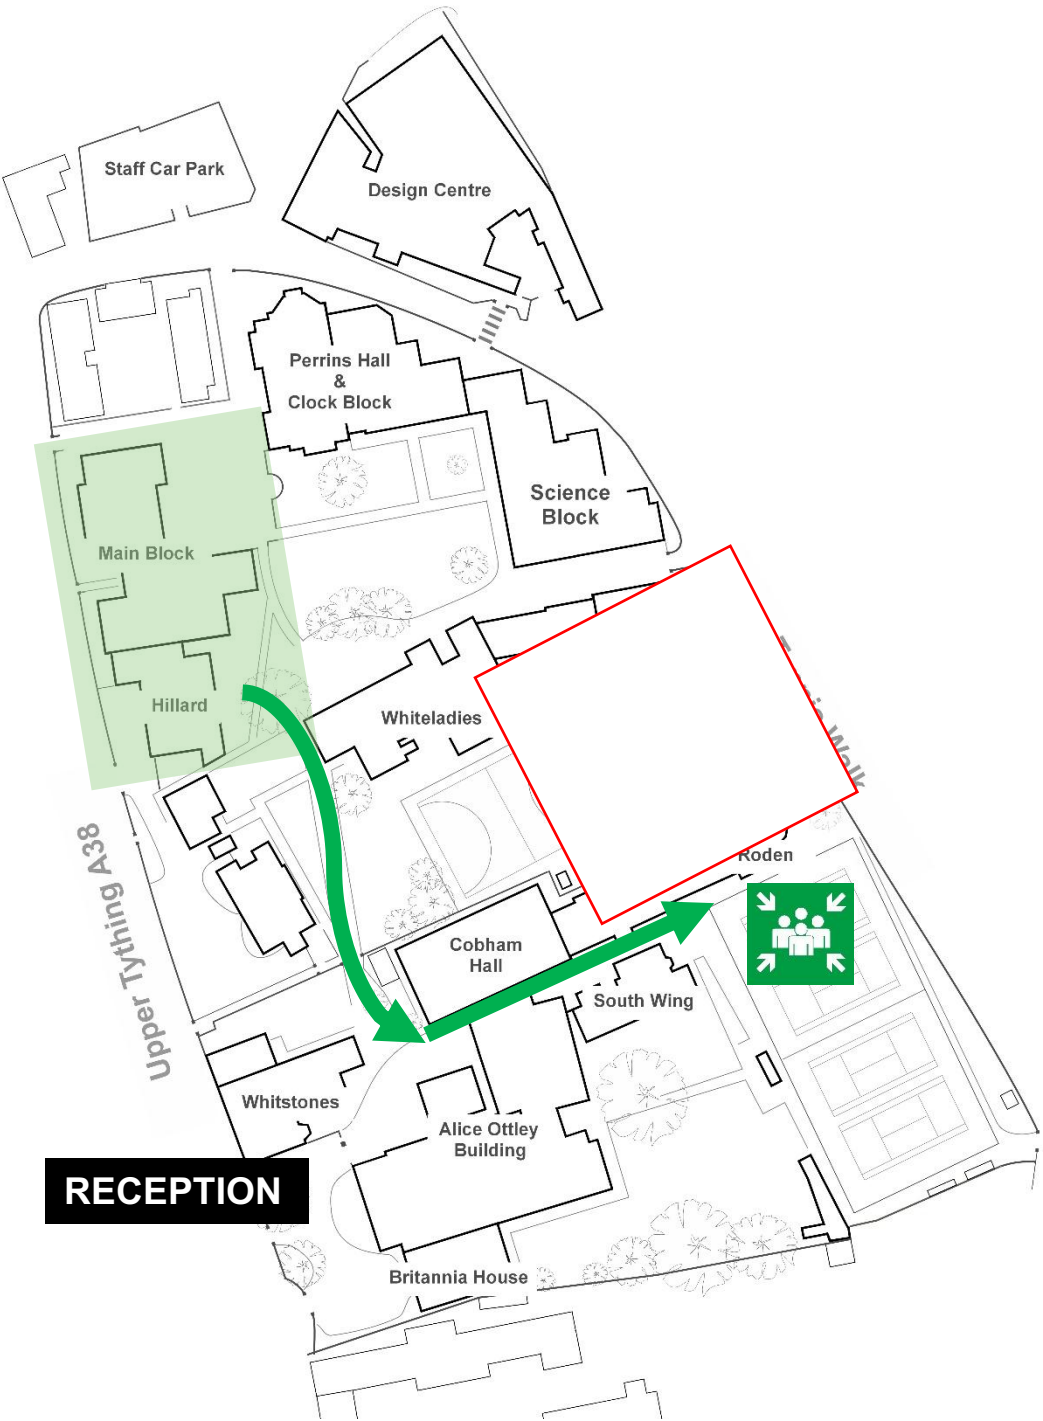 Staff Car Park
Design Centre
Perrins Hall
&
Clock Block
Science
Block
Main Block
Hillard
Whiteladies
Walk
Upper Tything A38
Roden
Cobham
Hall
South Wing
Whitstones
Alice Ottley
Building
RECEPTION
Britannia House